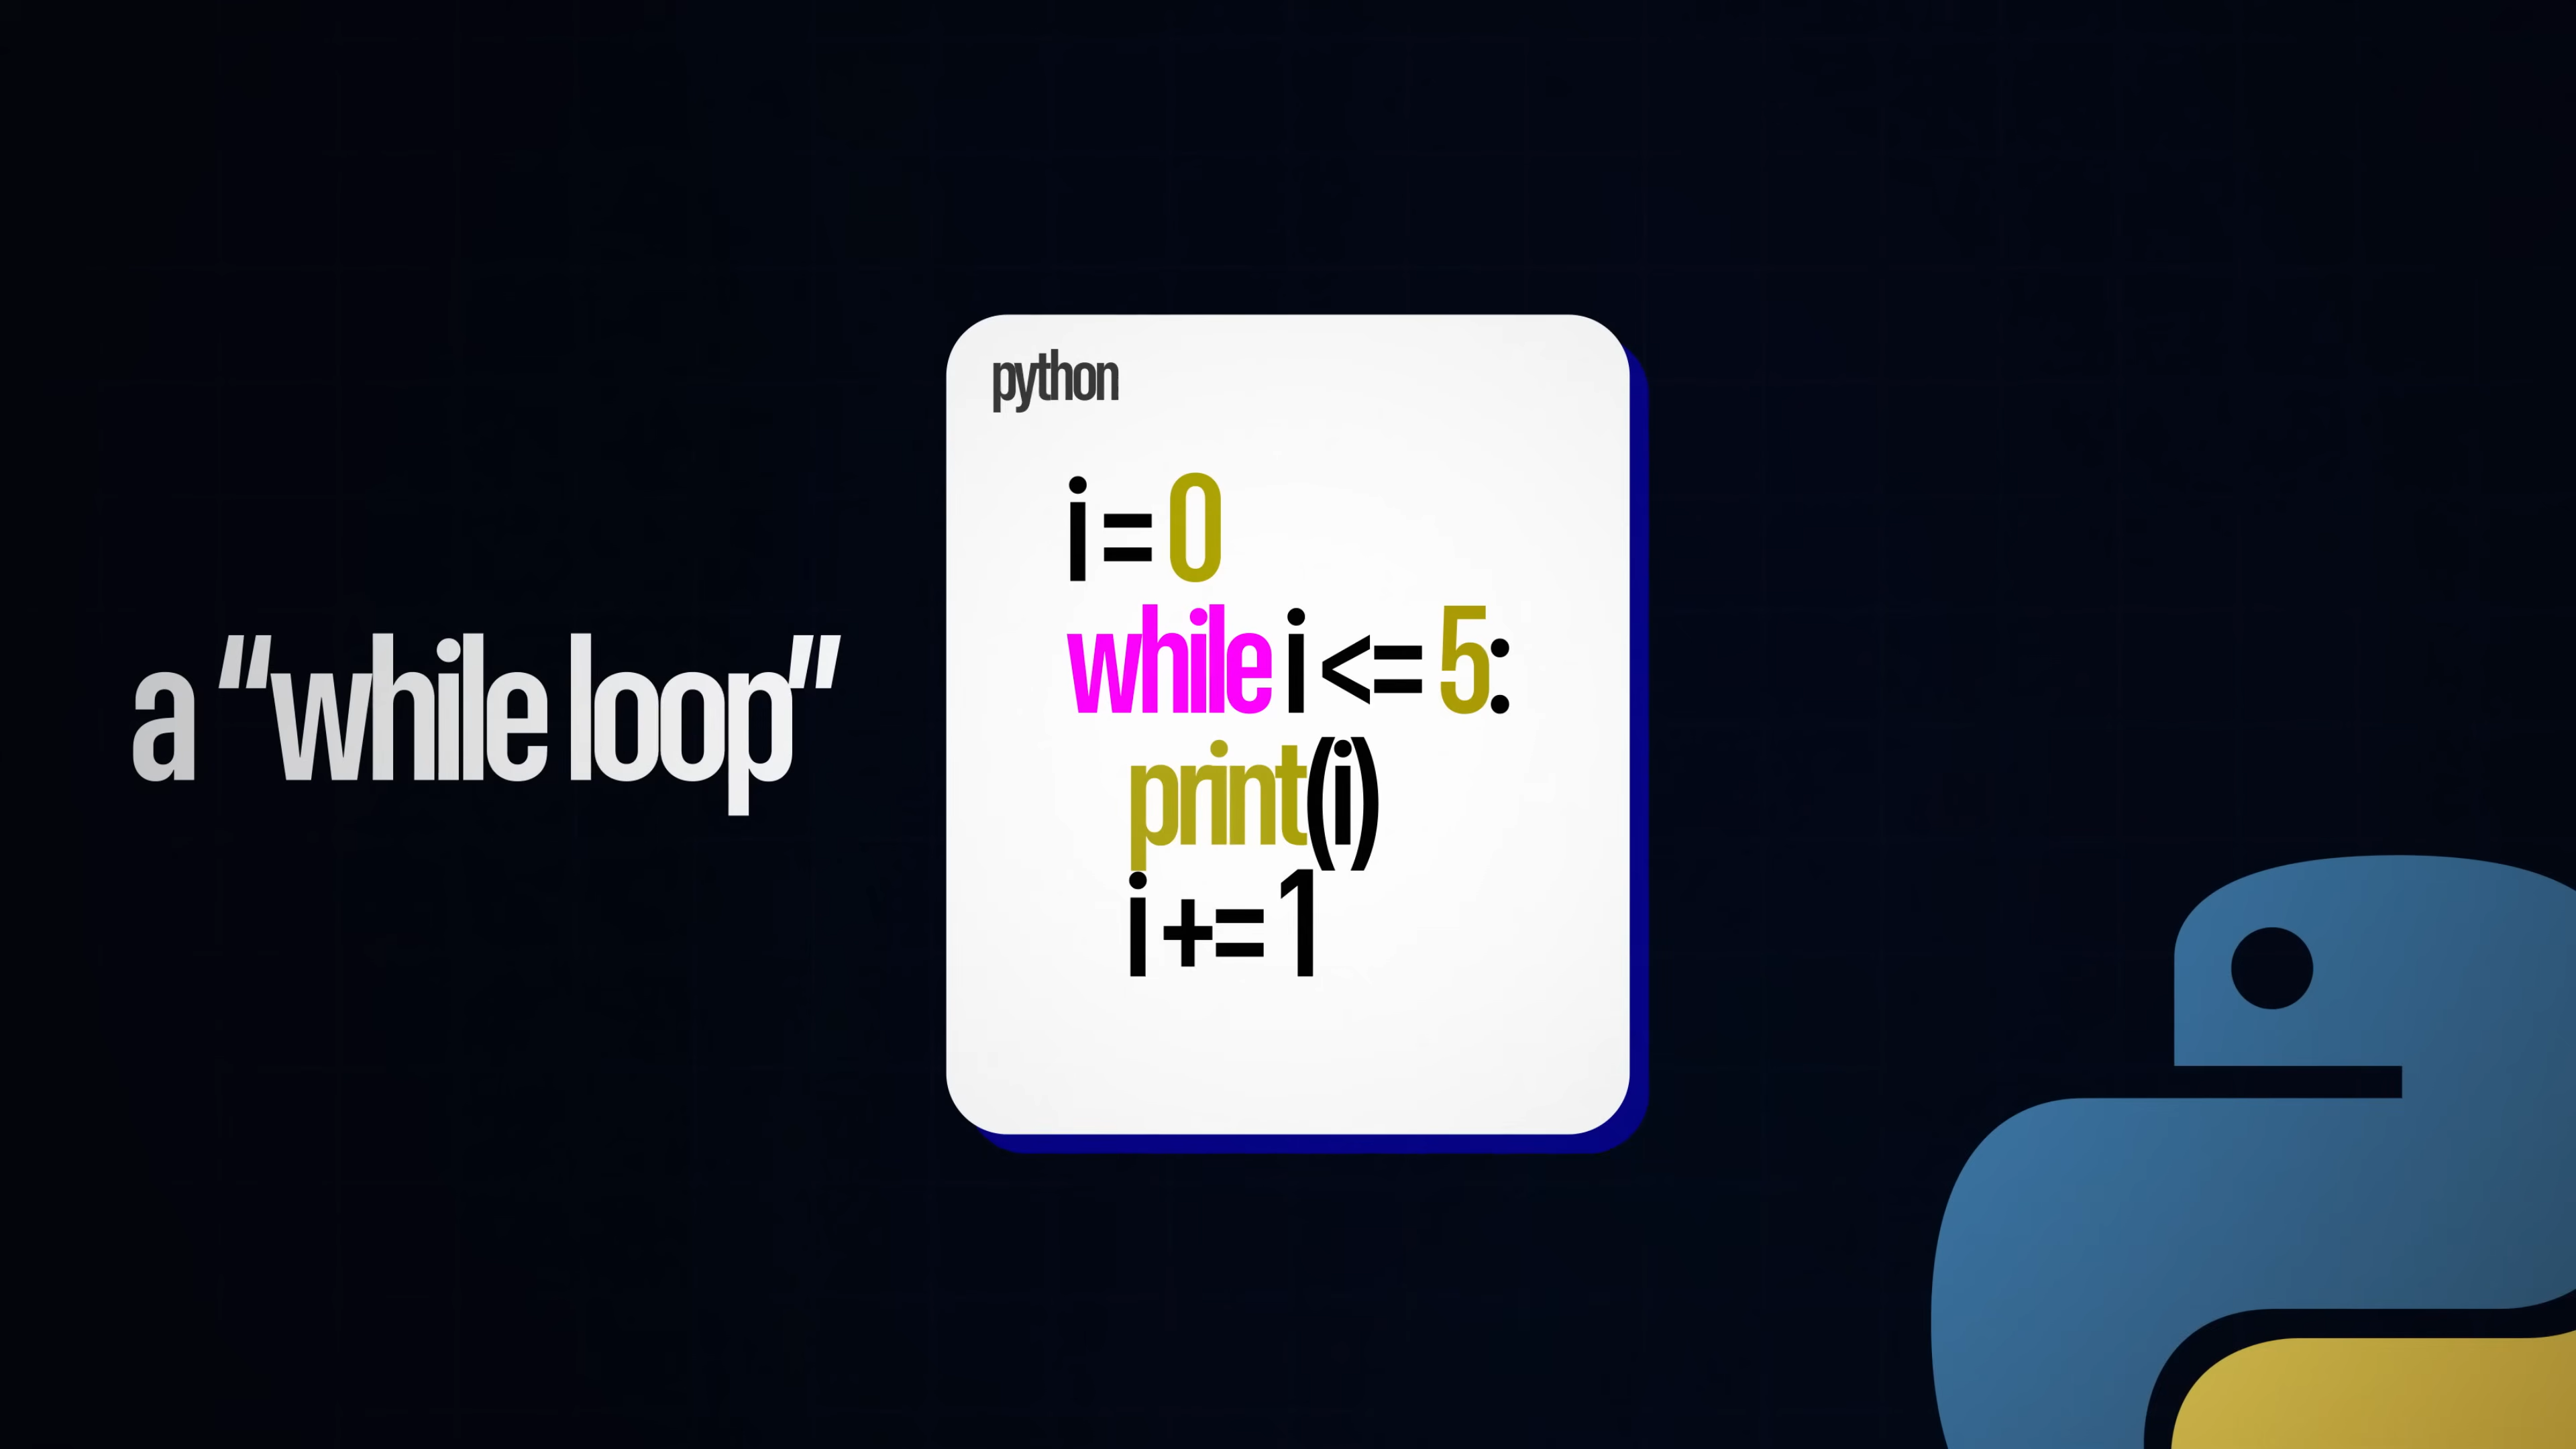 a “while loop”
python
i = 0
while i <= 5:
print(i)
i += 1